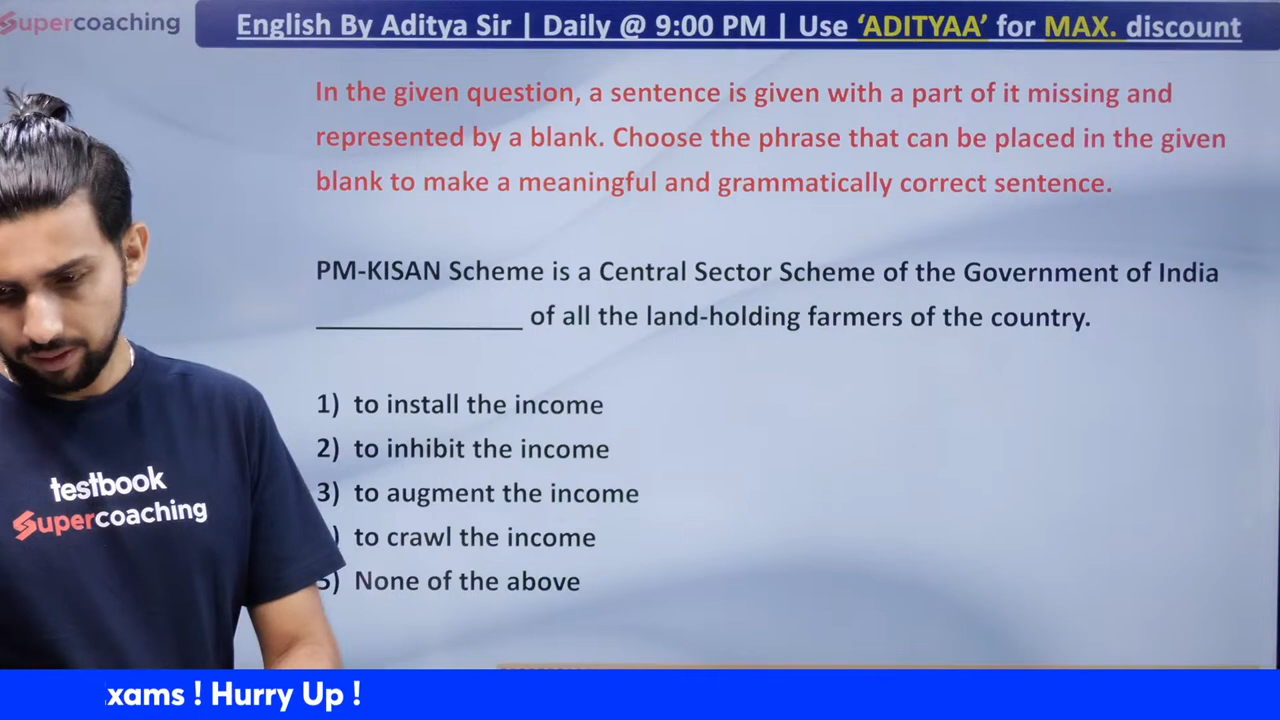 Supercoaching
English By Aditya Sir | Daily @ 9:00 PM | Use ‘ADITYAA’ for MAX. discount
In the given question, a sentence is given with a part of it missing and
represented by a blank. Choose the phrase that can be placed in the given
blank to make a meaningful and grammatically correct sentence.
PM-KISAN Scheme is a Central Sector Scheme of the Government of India
______________ of all the land-holding farmers of the country.
1) to install the income
2) to inhibit the income
3) to augment the income
) to crawl the income
5) None of the above
testbook
Supercoaching
xams ! Hurry Up !